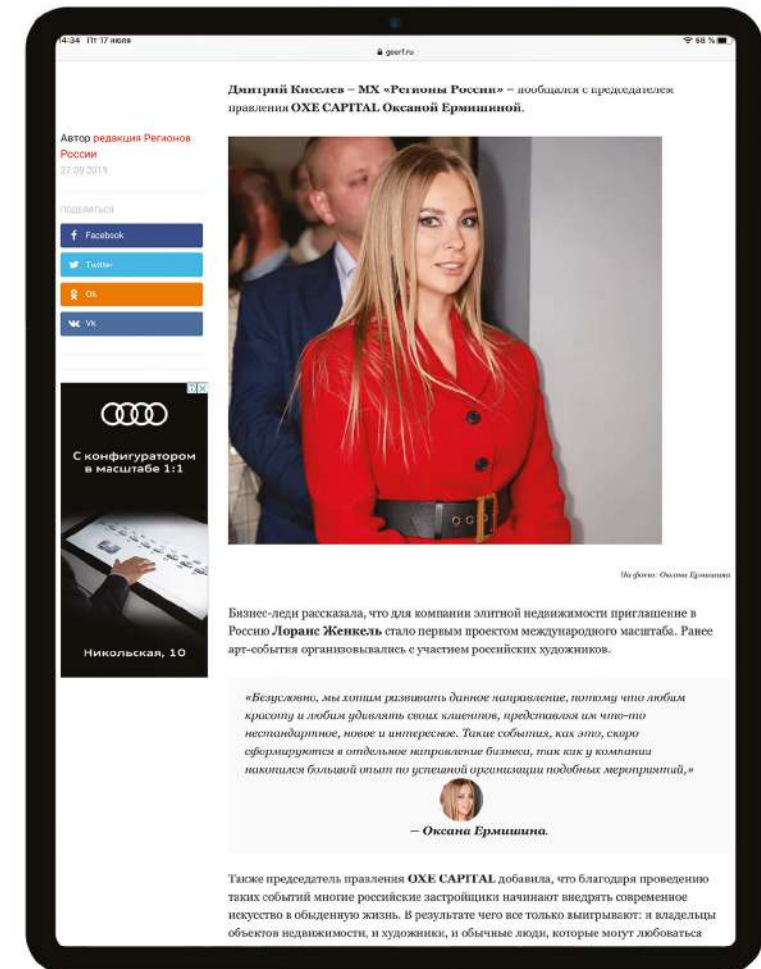 14:34 Пт 17 июля
geerf.ru
68 %
Дмитрий Киселев – МХ «Регионы России» – пообщался с председателем
правления OXE CAPITAL Оксаной Ермишиной.
Автор редакция Регионов
России
27.09.2019
ПОДЕЛИТЬСЯ
Facebook
Twitter
Ok
Vk
С конфигуратором
в масштабе 1:1
Никольская, 10
На фото: Оксана Ермишина
Бизнес-леди рассказала, что для компании элитной недвижимости приглашение в
Россию Лоранс Женкель стало первым проектом международного масштаба. Ранее
арт-события организовывались с участием российских художников.
«Безусловно, мы хотим развивать данное направление, потому что любим
красоту и любим удивлять своих клиентов, представляя им что-то
нестандартное, новое и интересное. Такие события, как это, скоро
сформируются в отдельное направление бизнеса, так как у компании
накопился большой опыт по успешной организации подобных мероприятий,»
— Оксана Ермишина.
Также председатель правления OXE CAPITAL добавила, что благодаря проведению
таких событий многие российские застройщики начинают внедрять современное
искусство в обыденную жизнь. В результате чего все только выигрывают: и владельцы
объектов недвижимости, и художники, и обычные люди, которые могут любоваться